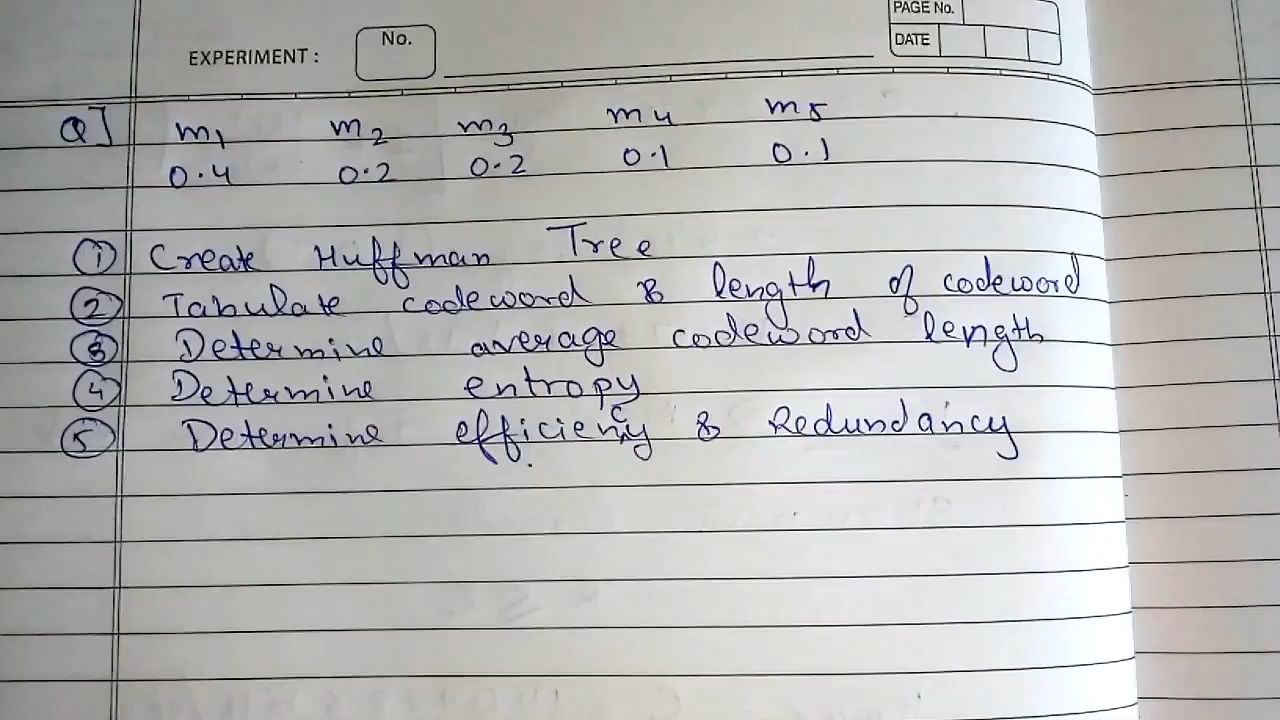 PAGE No.
EXPERIMENT : No.
DATE
Q] m1 m2 m3 m4 m5
0.4 0.2 0.2 0.1 0.1
① Create Huffman Tree
② Tabulate codeword & length of codeword
③ Determine average codeword length
④ Determine entropy
⑤ Determine efficiency & Redundancy